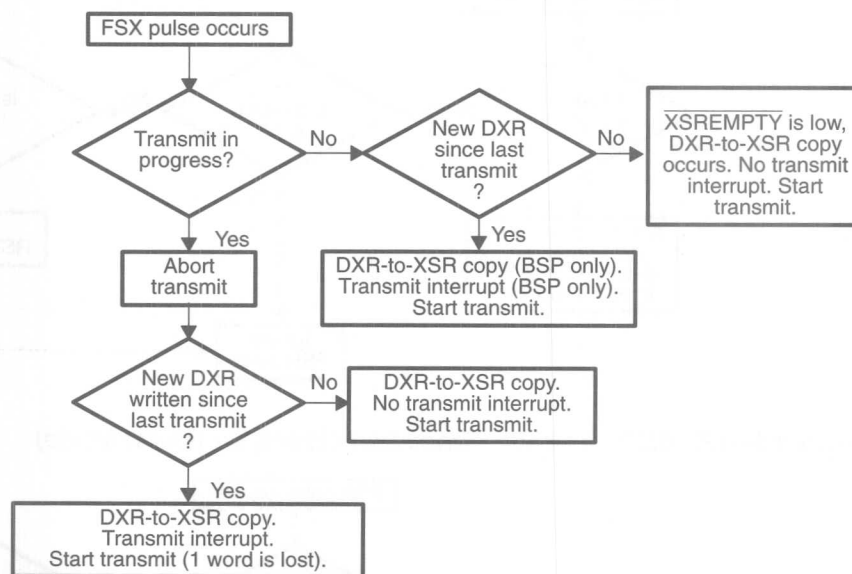 FSX pulse occurs
Transmit in
progress?
No
New DXR
since last
transmit
?
No
XSREMPTY is low,
DXR-to-XSR copy
occurs. No transmit
interrupt. Start
transmit.
Yes
Abort
transmit
Yes
DXR-to-XSR copy (BSP only).
Transmit interrupt (BSP only).
Start transmit.
New DXR
written since
last transmit
?
No
DXR-to-XSR copy.
No transmit interrupt.
Start transmit.
Yes
DXR-to-XSR copy.
Transmit interrupt.
Start transmit (1 word is lost).